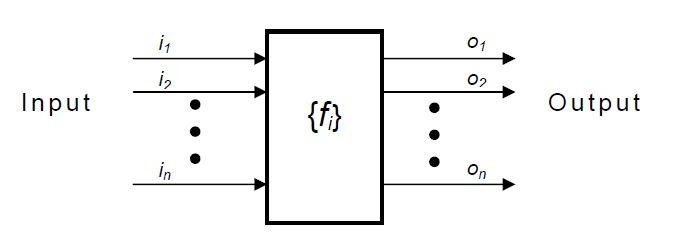 i1
o1
i2
o2
Input
{fi}
Output
in
on